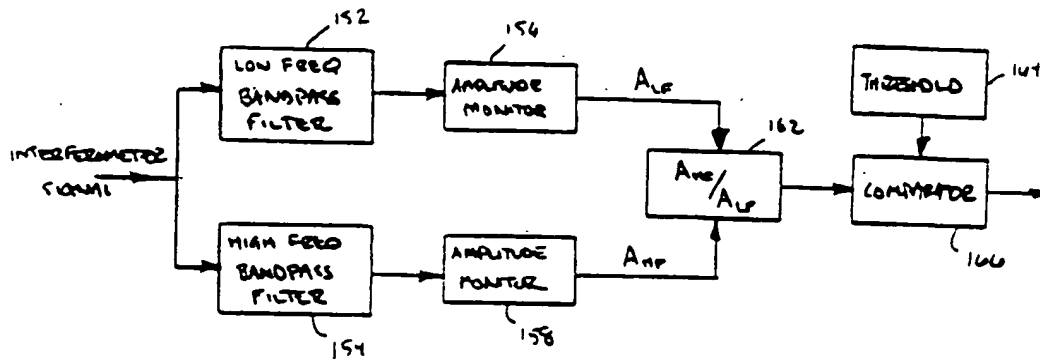 152
LOW FREQ
BANDPASS
FILTER
156
AMPLITUDE
MONITOR
A_LF
THRESHOLD
164
INTERFEROMETER
SIGNAL
162
A_HF/A_LF
COMPARATOR
166
HIGH FREQ
BANDPASS
FILTER
154
AMPLITUDE
MONITOR
158
A_HF